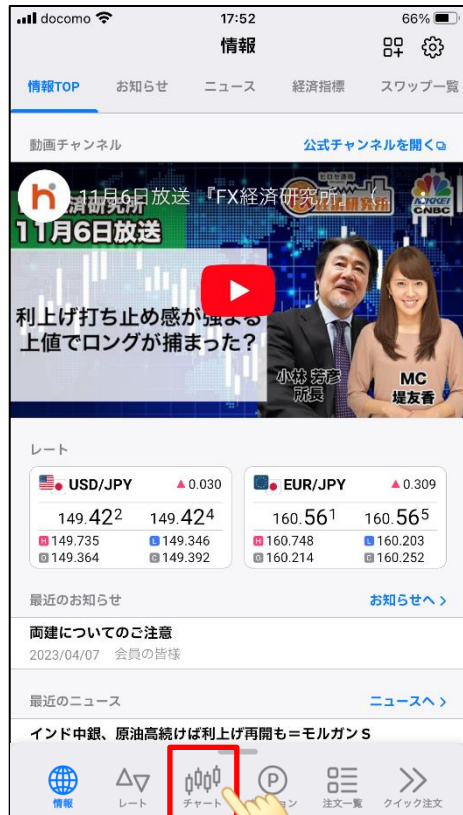 docomo 17:52 66%
情報
情報TOP お知らせ ニュース 経済指標 スワップ一覧
動画チャンネル 公式チャンネルを開く
h 11月6日放送 『FX経済研究所』
11月6日放送
NIKKEI CNBC
利上げ打ち止め感が強まる
上値でロングが捕まった?
小林 芳彦
所長
MC
堤友香
レート
USD/JPY ▲ 0.030
149.422 149.424
H 149.735 L 149.346
O 149.364 C 149.392
EUR/JPY ▲ 0.309
160.561 160.565
H 160.748 L 160.203
O 160.214 C 160.252
最近のお知らせ お知らせへ >
両建についてのご注意
2023/04/07 会員の皆様
最近のニュース ニュースへ >
インド中銀、原油高続けば利上げ再開も=モルガンS
情報 レート チャート 注文一覧 クイック注文